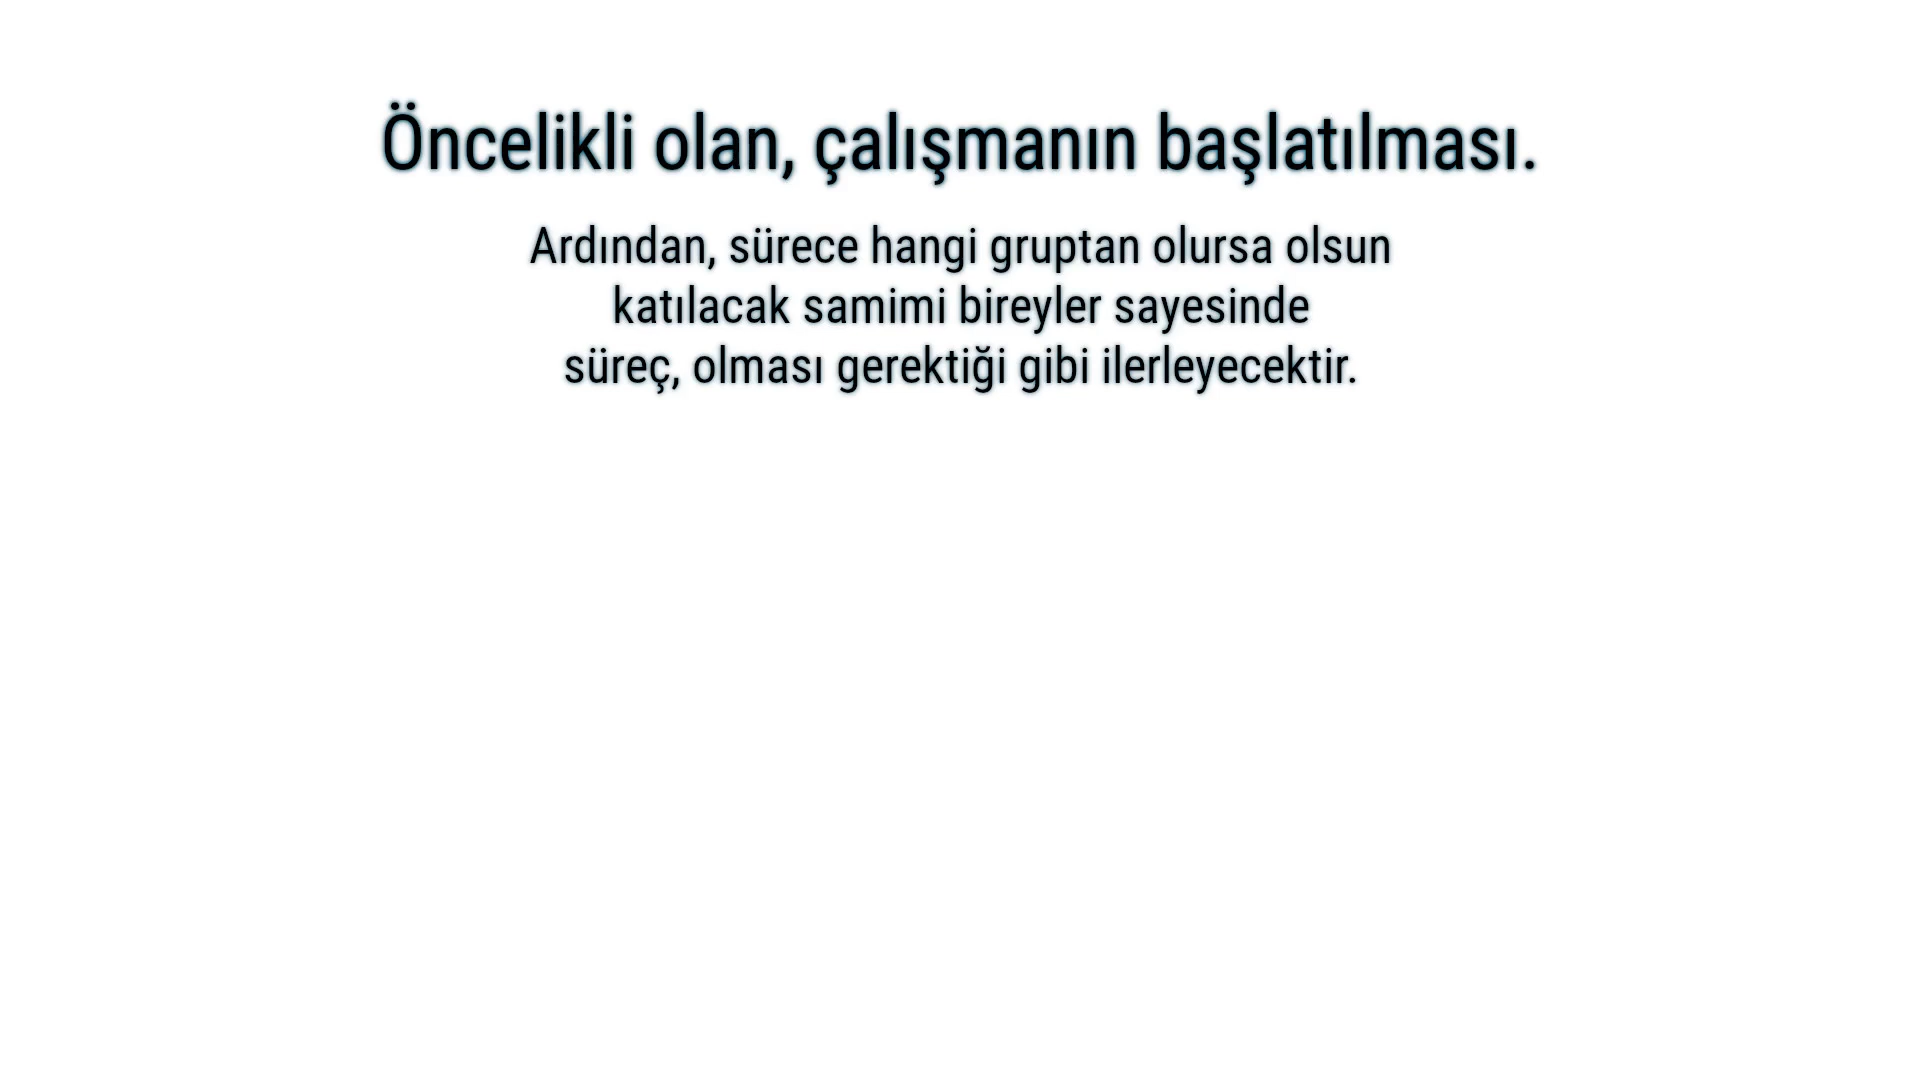 Öncelikli olan, çalışmanın başlatılması.
Ardından, sürece hangi gruptan olursa olsun
katılacak samimi bireyler sayesinde
süreç, olması gerektiği gibi ilerleyecektir.